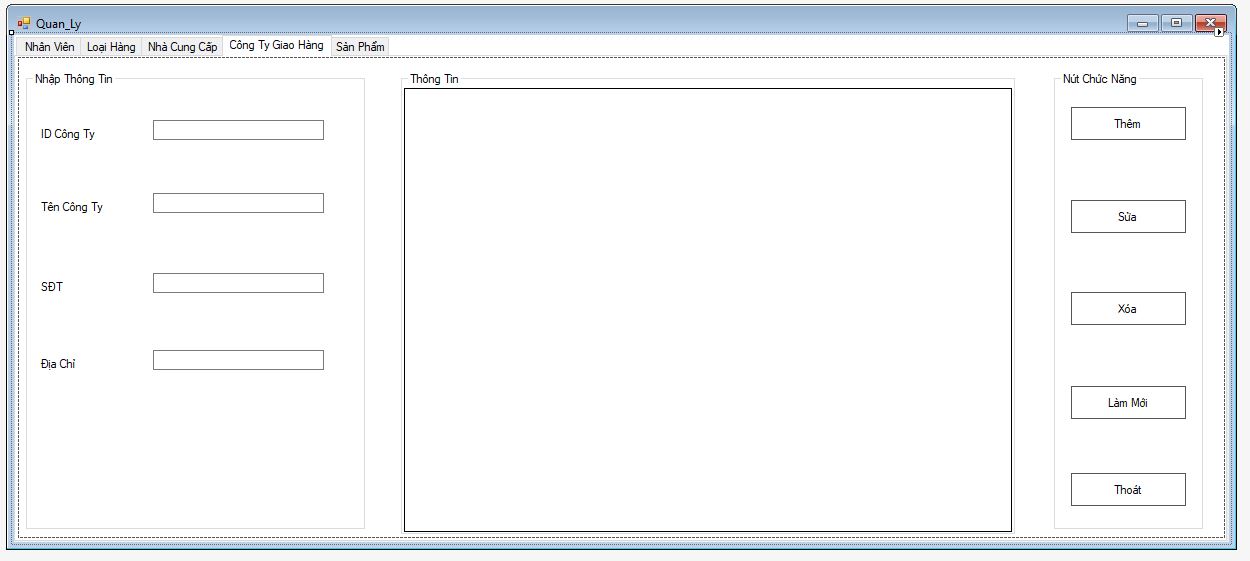 Quan_Ly
Nhân Viên Loại Hàng Nhà Cung Cấp Công Ty Giao Hàng Sản Phẩm
Nhập Thông Tin
ID Công Ty
Tên Công Ty
SĐT
Địa Chỉ
Thông Tin
Nút Chức Năng
Thêm
Sửa
Xóa
Làm Mới
Thoát